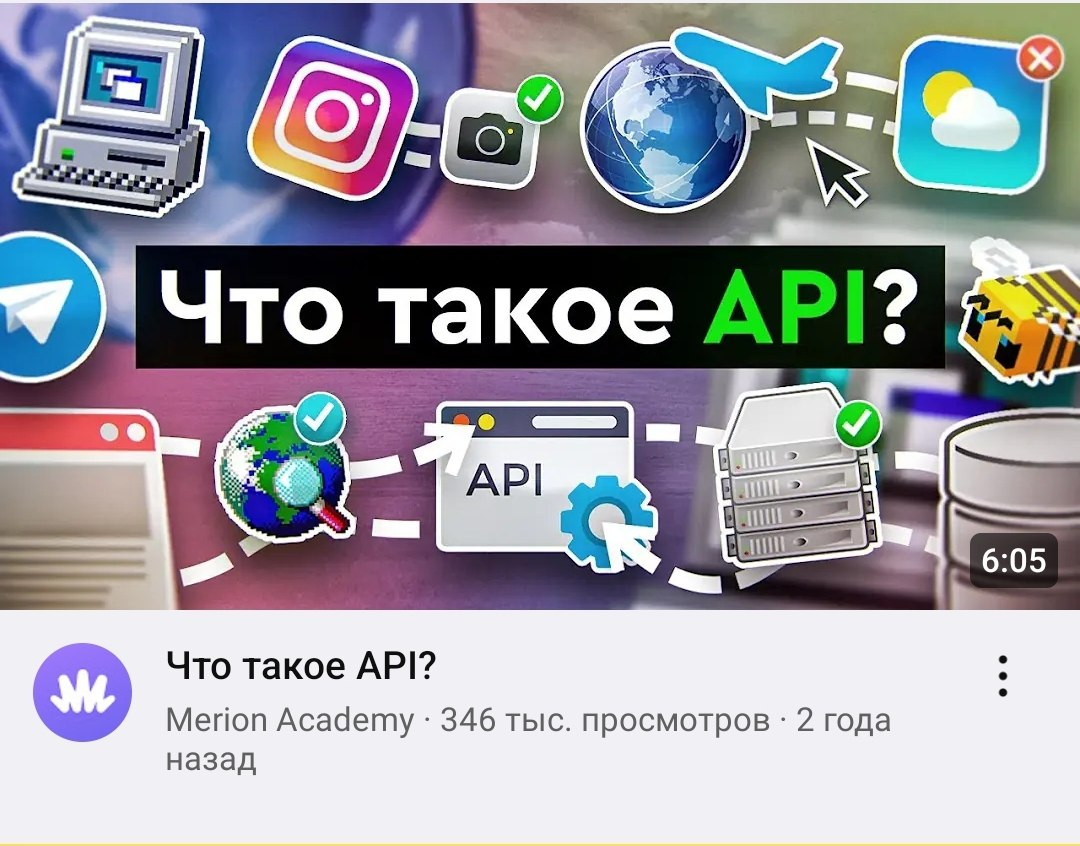 Что такое API?
API
6:05
Что такое API?
Merion Academy · 346 тыс. просмотров · 2 года
назад